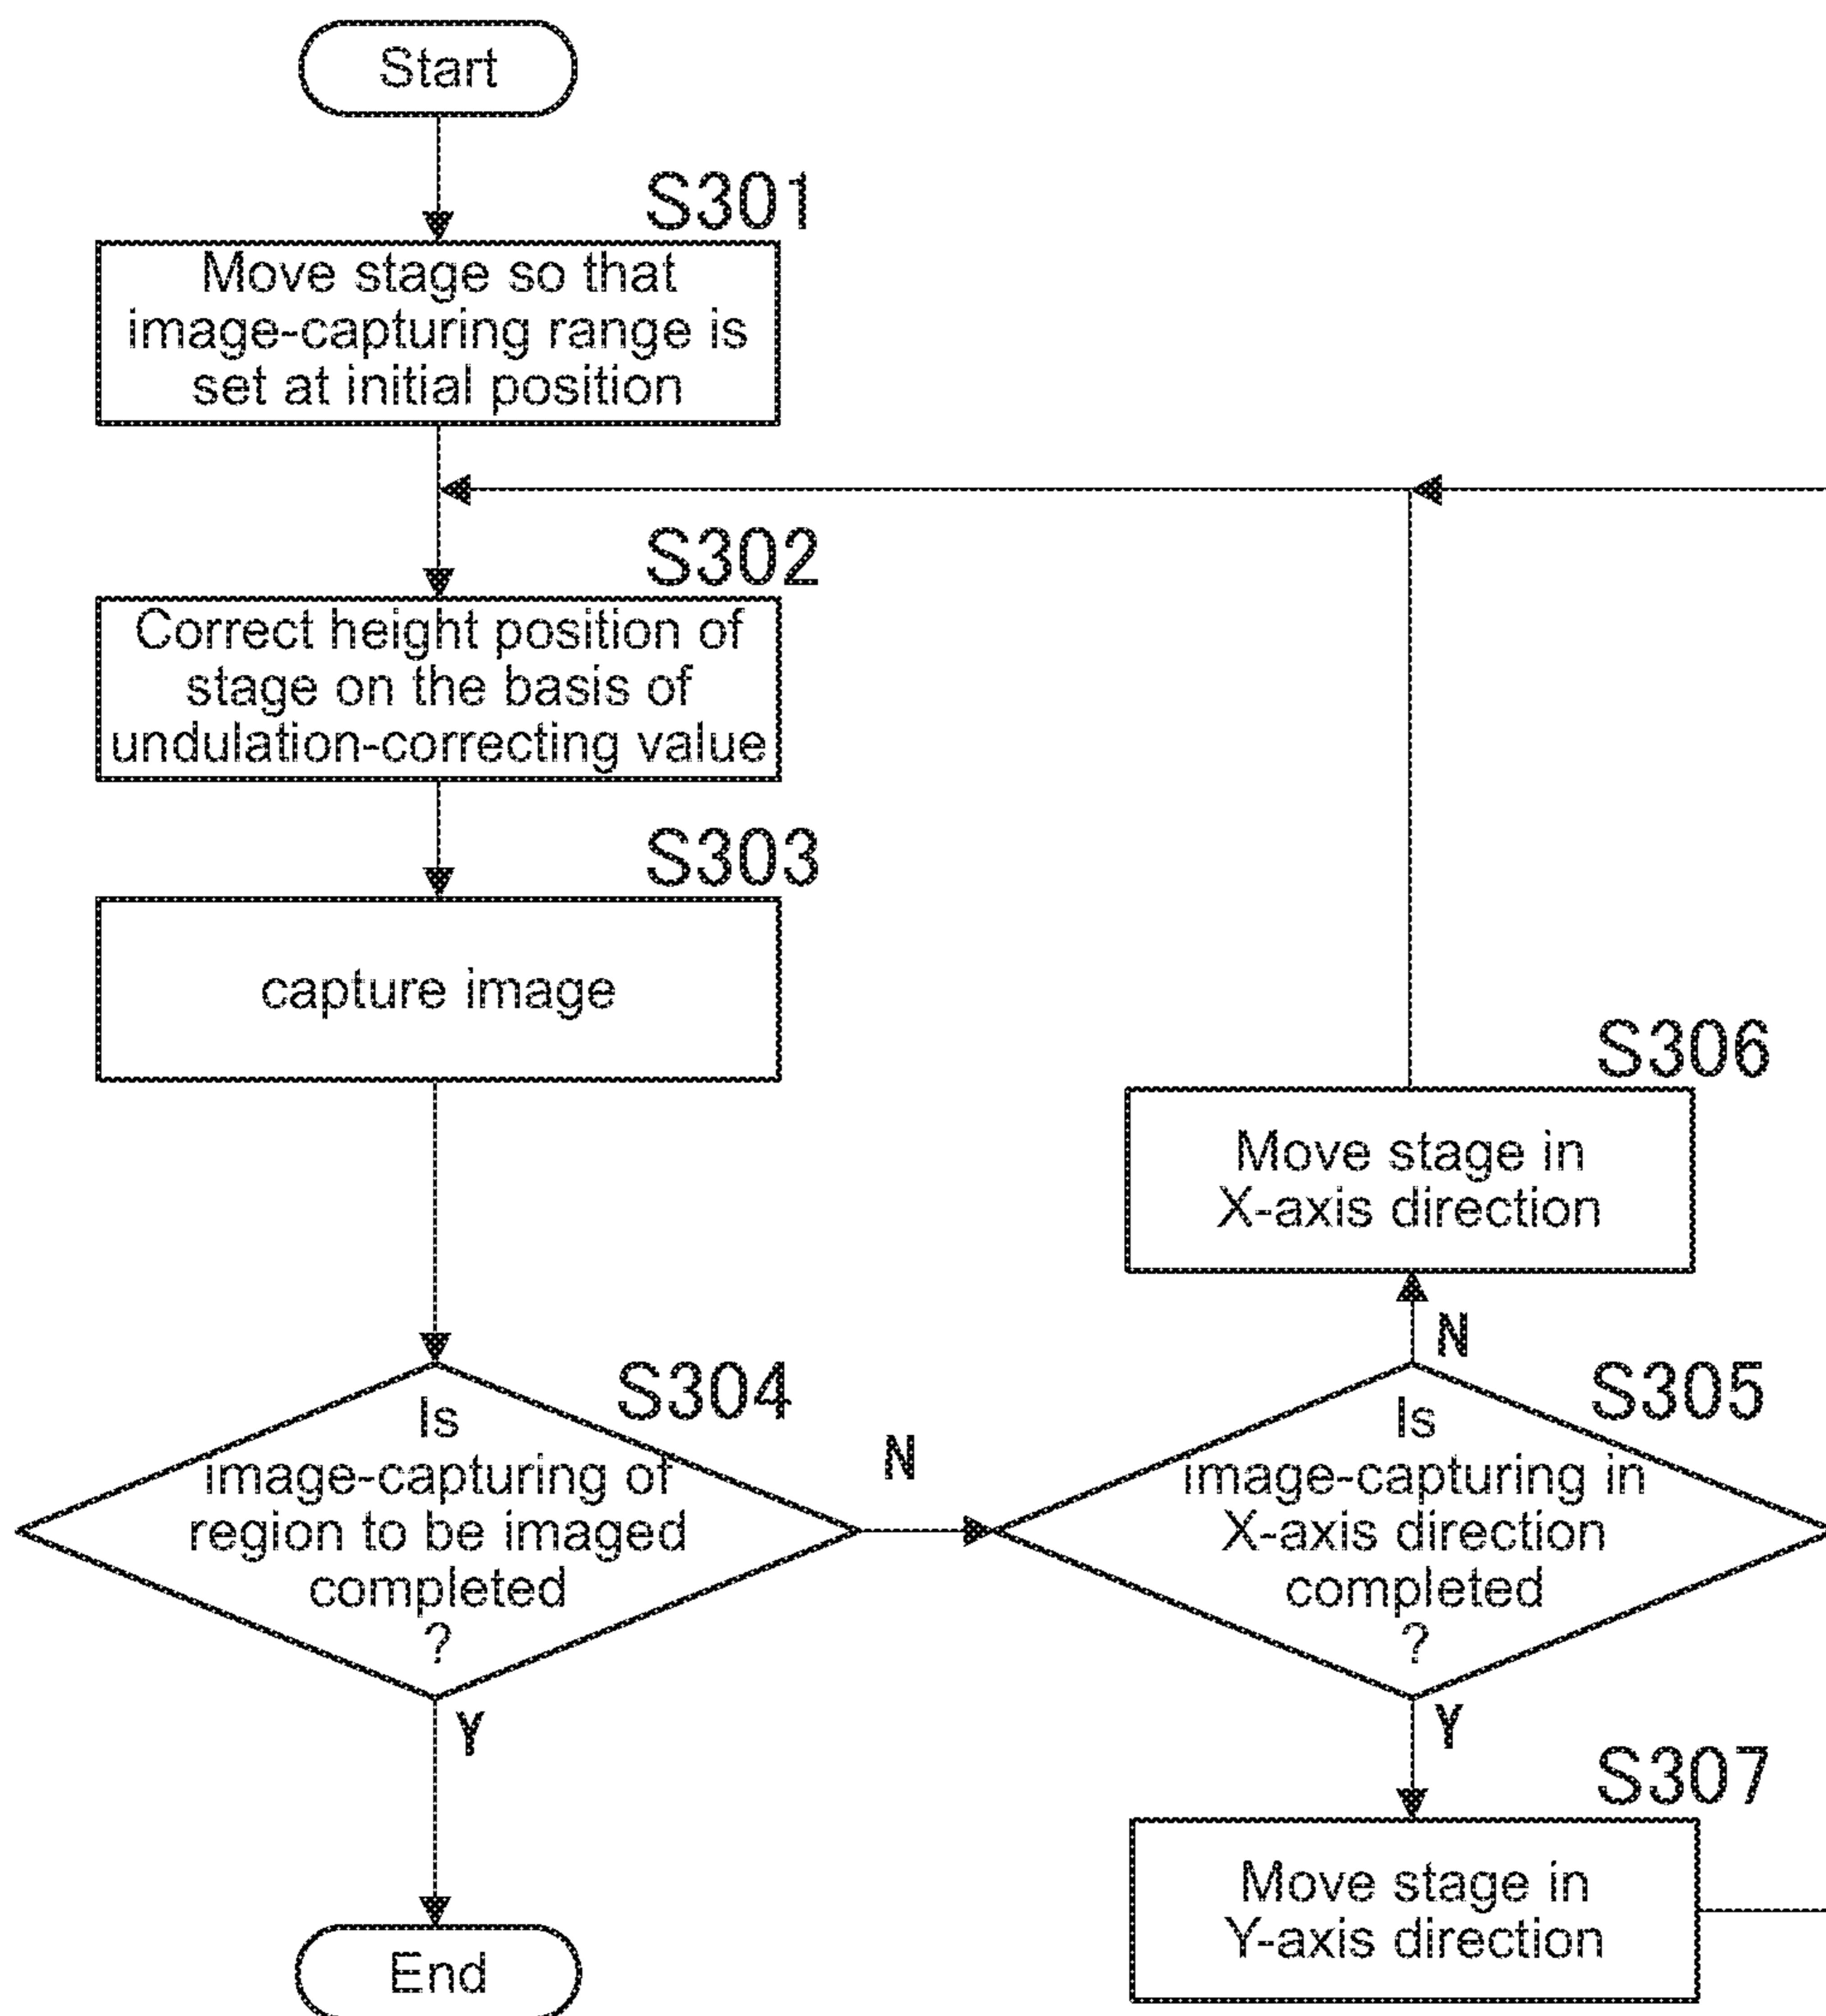 Start
S301
Move stage so that
image-capturing range is
set at initial position
S302
Correct height position of
stage on the basis of
undulation-correcting value
S303
capture image
S304
Is
image-capturing of
region to be imaged
completed
?
N
Y
End
S305
Is
image-capturing in
X-axis direction
completed
?
N
S306
Move stage in
X-axis direction
Y
S307
Move stage in
Y-axis direction